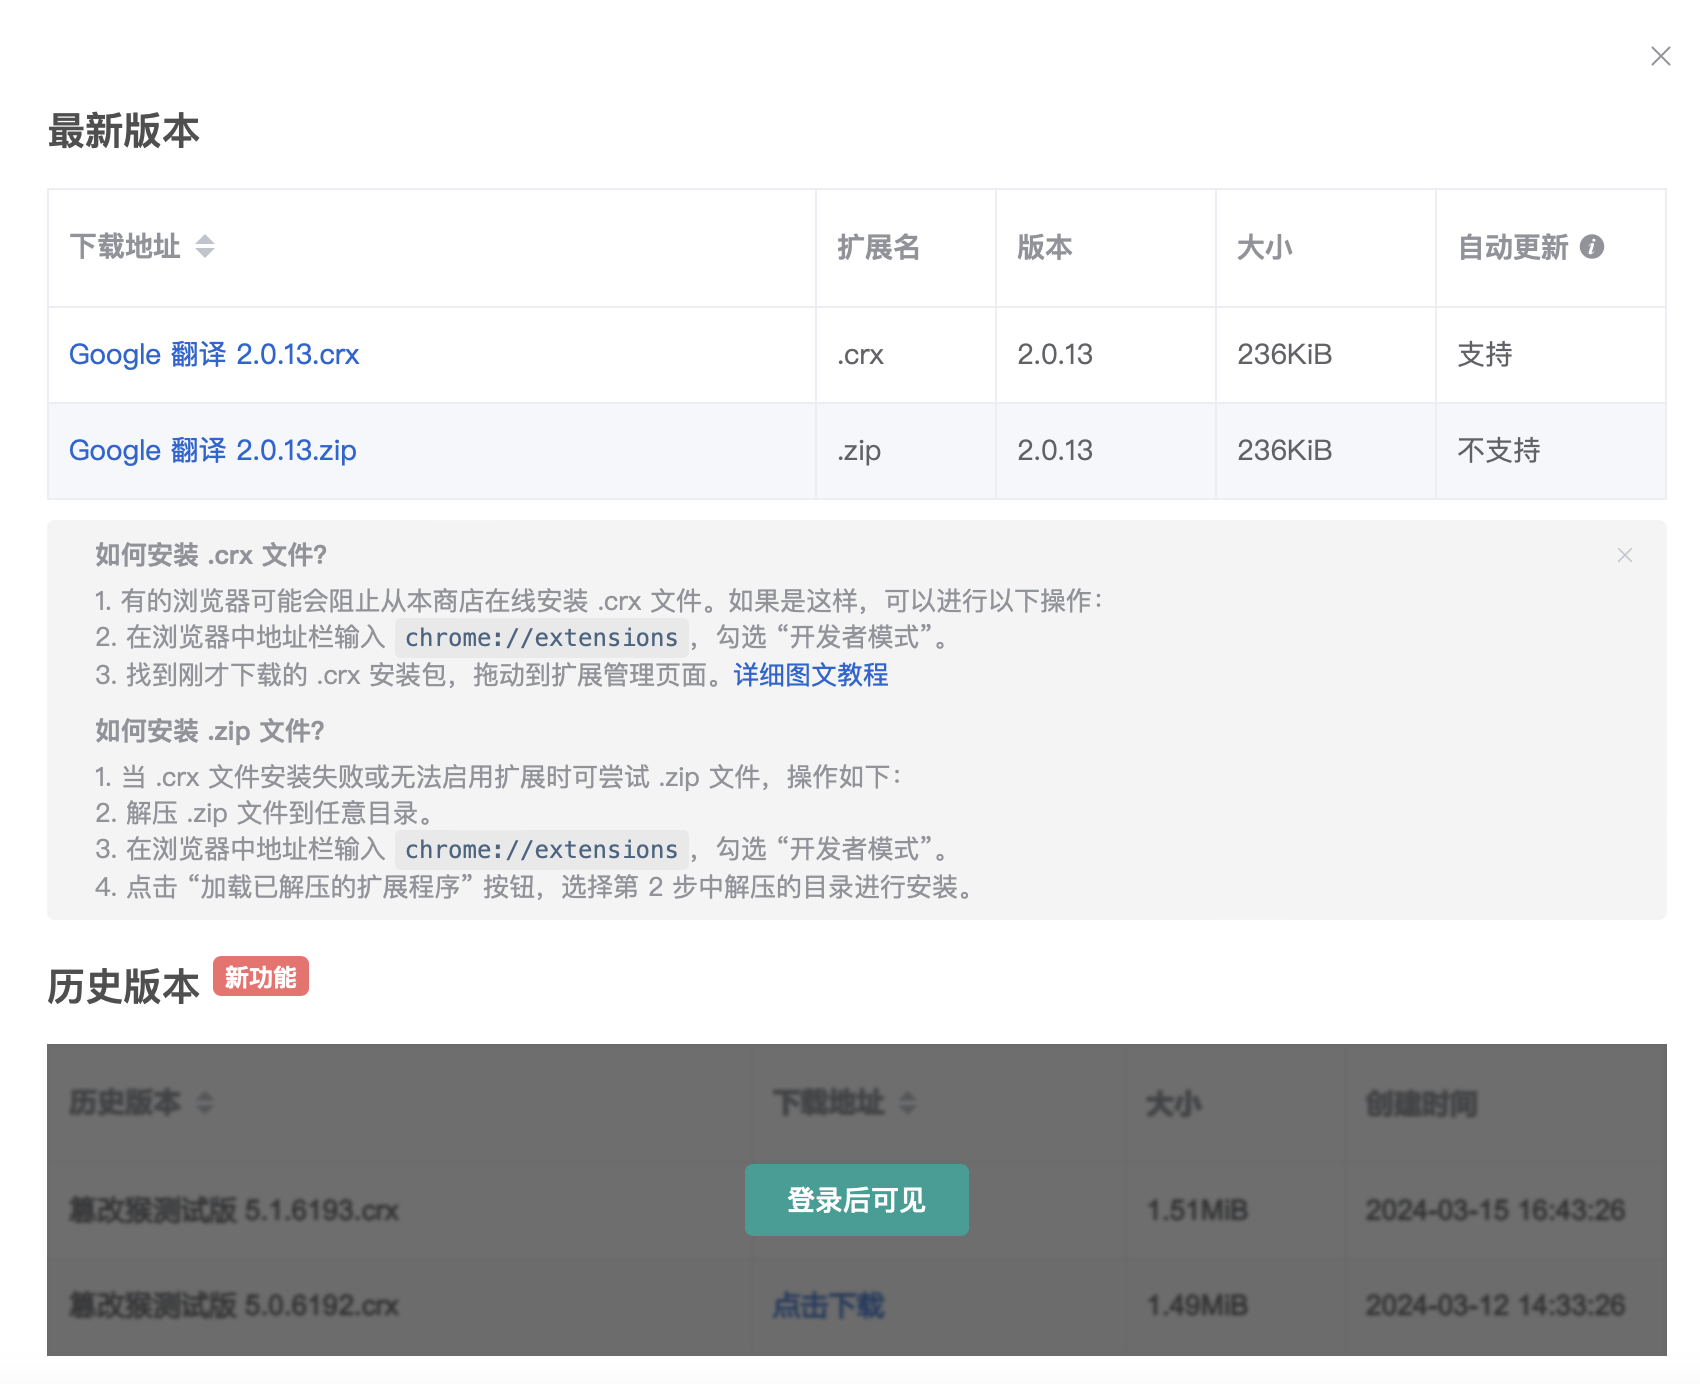 最新版本
下载地址 扩展名 版本 大小 自动更新
Google 翻译 2.0.13.crx .crx 2.0.13 236KiB 支持
Google 翻译 2.0.13.zip .zip 2.0.13 236KiB 不支持
如何安装 .crx 文件?
1. 有的浏览器可能会阻止从本商店在线安装 .crx 文件。如果是这样，可以进行以下操作：
2. 在浏览器中地址栏输入 chrome://extensions，勾选 “开发者模式”。
3. 找到刚才下载的 .crx 安装包，拖动到扩展管理页面。详细图文教程
如何安装 .zip 文件?
1. 当 .crx 文件安装失败或无法启用扩展时可尝试 .zip 文件，操作如下：
2. 解压 .zip 文件到任意目录。
3. 在浏览器中地址栏输入 chrome://extensions，勾选 “开发者模式”。
4. 点击 “加载已解压的扩展程序” 按钮，选择第 2 步中解压的目录进行安装。
历史版本 新功能
历史版本 下载地址 大小 创建时间
登录后可见
篡改猴测试版 5.1.6193.crx 1.51MiB 2024-03-15 16:43:26
篡改猴测试版 5.0.6192.crx 点击下载 1.49MiB 2024-03-12 14:33:26